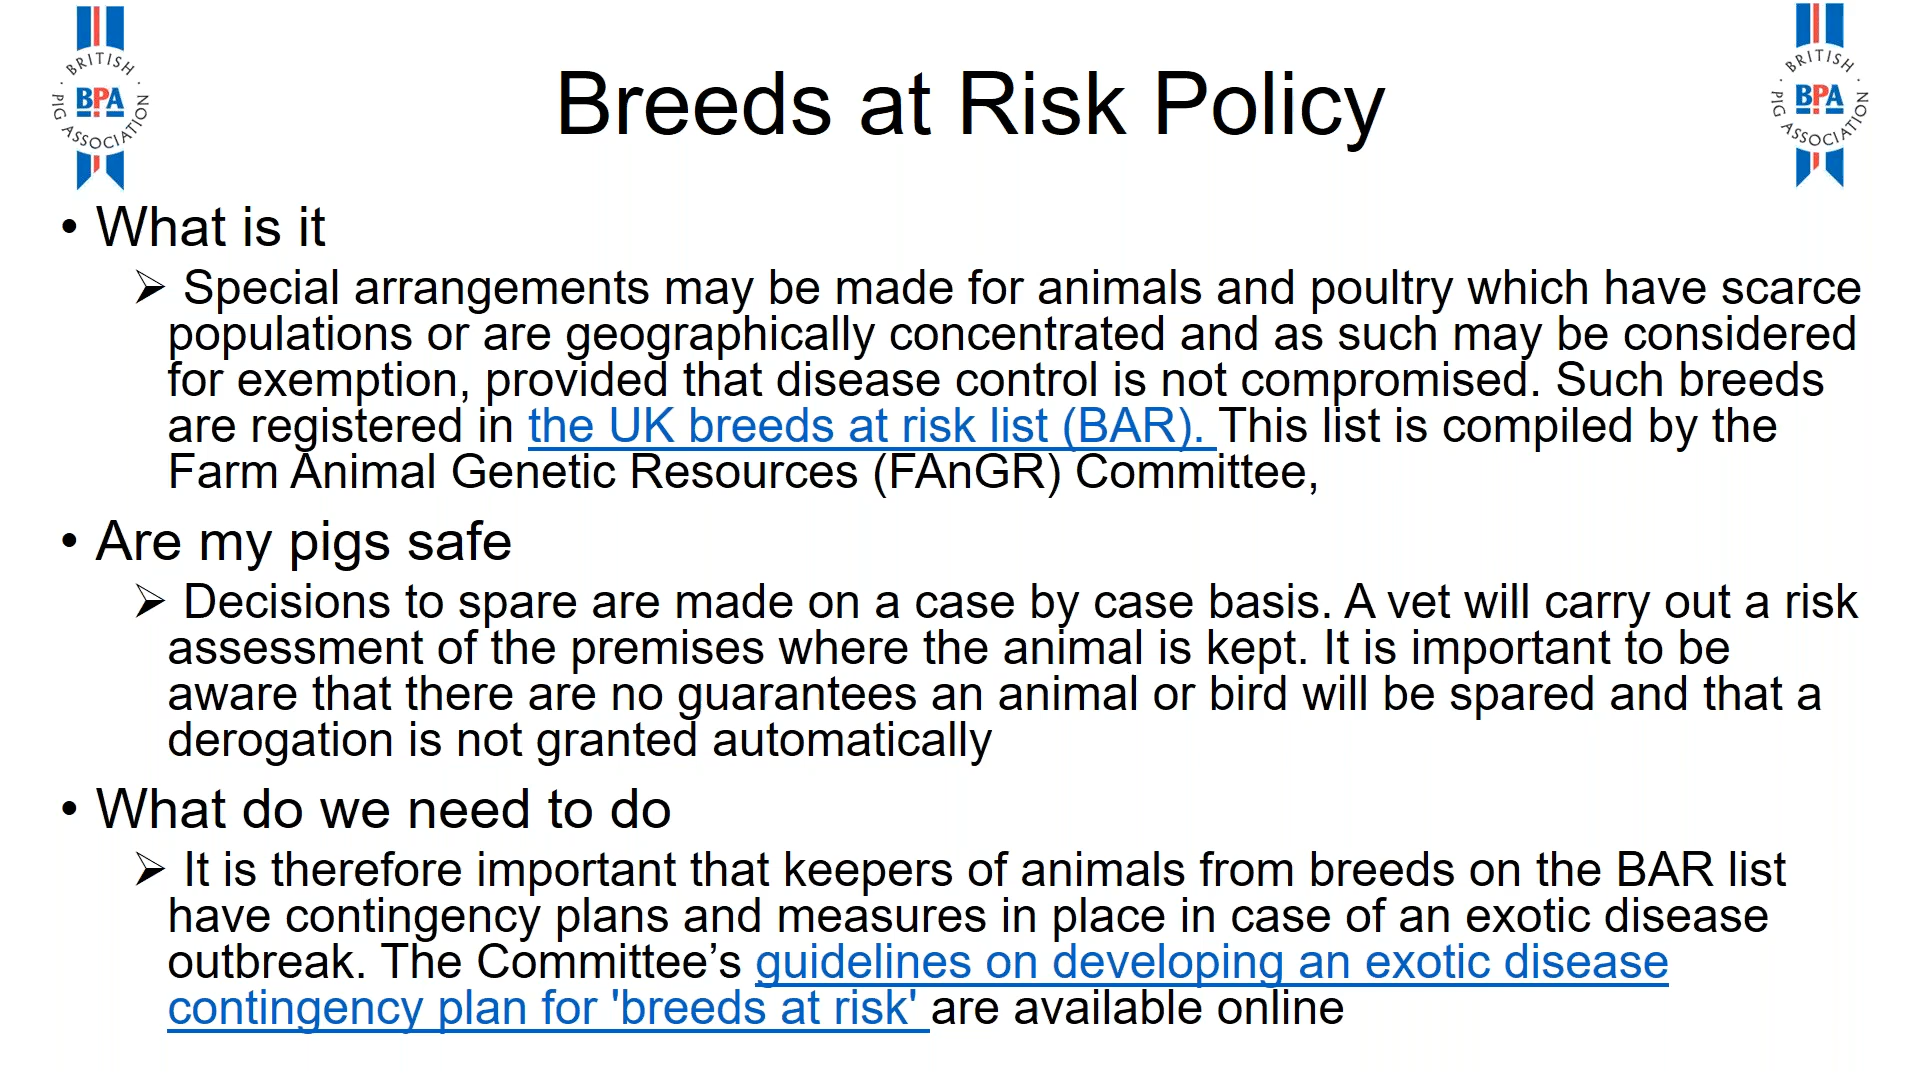 BRITISH
BPA
PIG ASSOCIATION
Breeds at Risk Policy
BRITISH
BPA
PIG ASSOCIATION
• What is it
➢ Special arrangements may be made for animals and poultry which have scarce
populations or are geographically concentrated and as such may be considered
for exemption, provided that disease control is not compromised. Such breeds
are registered in the UK breeds at risk list (BAR). This list is compiled by the
Farm Animal Genetic Resources (FAnGR) Committee,
• Are my pigs safe
➢ Decisions to spare are made on a case by case basis. A vet will carry out a risk
assessment of the premises where the animal is kept. It is important to be
aware that there are no guarantees an animal or bird will be spared and that a
derogation is not granted automatically
• What do we need to do
➢ It is therefore important that keepers of animals from breeds on the BAR list
have contingency plans and measures in place in case of an exotic disease
outbreak. The Committee’s guidelines on developing an exotic disease
contingency plan for 'breeds at risk' are available online